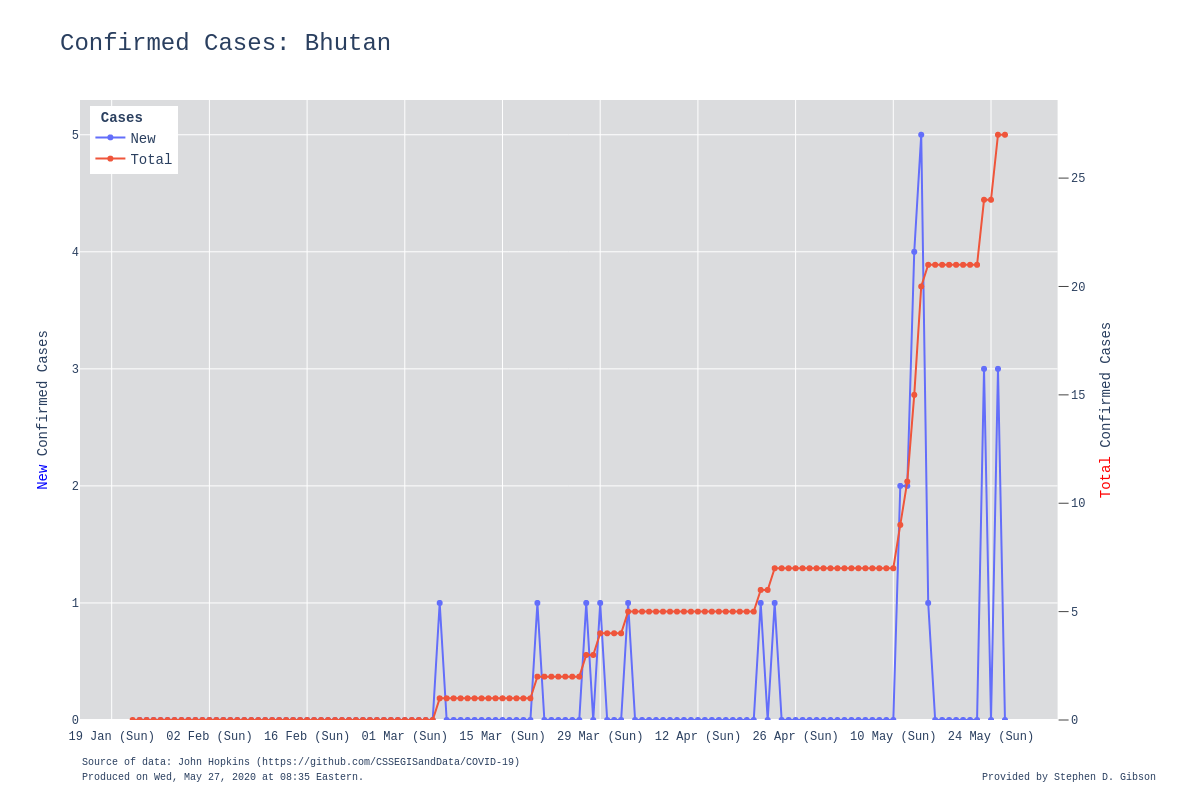 Confirmed Cases: Bhutan
Cases
New
Total
5
4
3
2
1
0
New Confirmed Cases
25
20
15
10
5
0
Total Confirmed Cases
19 Jan (Sun) 02 Feb (Sun) 16 Feb (Sun) 01 Mar (Sun) 15 Mar (Sun) 29 Mar (Sun) 12 Apr (Sun) 26 Apr (Sun) 10 May (Sun) 24 May (Sun)
Source of data: John Hopkins (https://github.com/CSSEGISandData/COVID-19)
Produced on Wed, May 27, 2020 at 08:35 Eastern.
Provided by Stephen D. Gibson